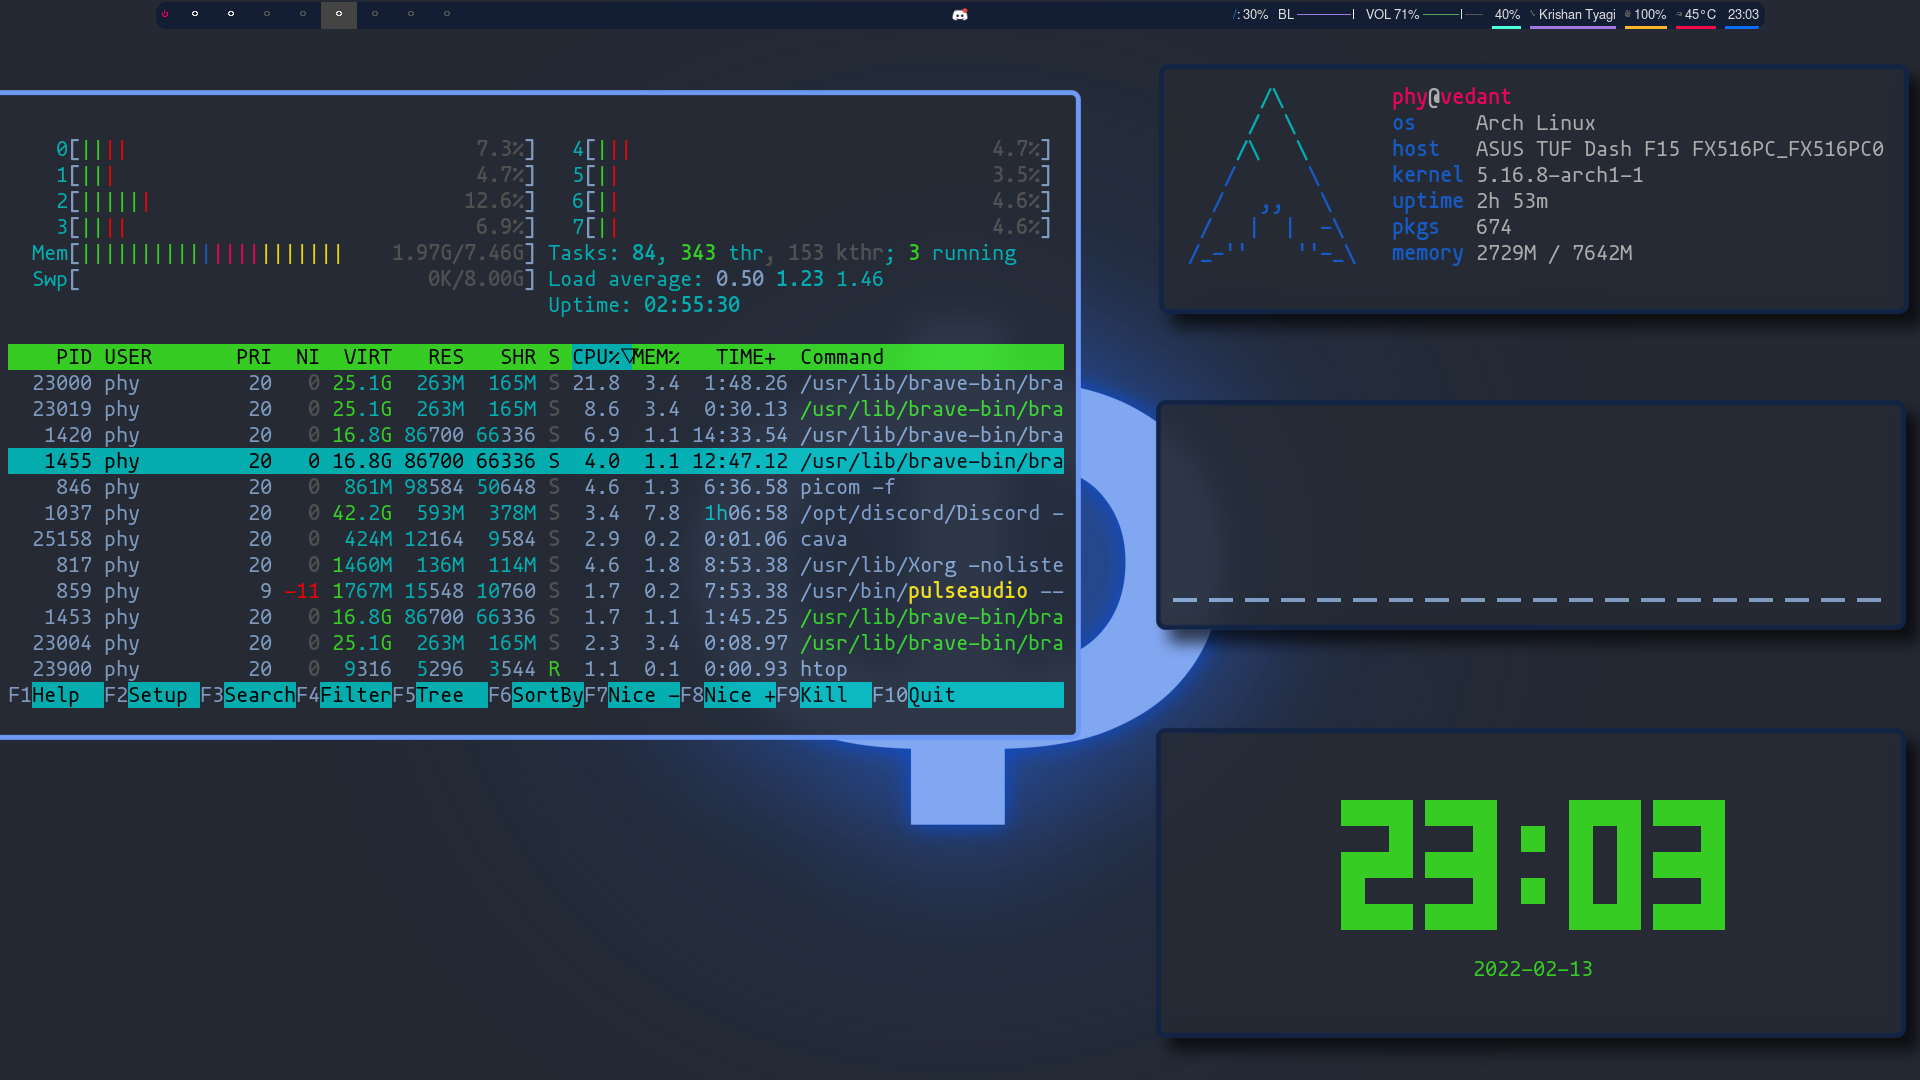 /: 30% BL VOL 71% 40% Krishan Tyagi 100% 45°C 23:03
0[|||| 7.3%] 4[||| 4.7%]
1[||| 4.7%] 5[|| 3.5%]
2[|||||| 12.6%] 6[|| 4.6%]
3[|||| 6.9%] 7[|| 4.6%]
Mem[|||||||||||||||||||||| 1.97G/7.46G] Tasks: 84, 343 thr, 153 kthr; 3 running
Swp[ 0K/8.00G] Load average: 0.50 1.23 1.46
Uptime: 02:55:30
PID USER PRI NI VIRT RES SHR S CPU%▽MEM% TIME+ Command
23000 phy 20 0 25.1G 263M 165M S 21.8 3.4 1:48.26 /usr/lib/brave-bin/bra
23019 phy 20 0 25.1G 263M 165M S 8.6 3.4 0:30.13 /usr/lib/brave-bin/bra
1420 phy 20 0 16.8G 86700 66336 S 6.9 1.1 14:33.54 /usr/lib/brave-bin/bra
1455 phy 20 0 16.8G 86700 66336 S 4.0 1.1 12:47.12 /usr/lib/brave-bin/bra
846 phy 20 0 861M 98584 50648 S 4.6 1.3 6:36.58 picom -f
1037 phy 20 0 42.2G 593M 378M S 3.4 7.8 1h06:58 /opt/discord/Discord -
25158 phy 20 0 424M 12164 9584 S 2.9 0.2 0:01.06 cava
817 phy 20 0 1460M 136M 114M S 4.6 1.8 8:53.38 /usr/lib/Xorg -noliste
859 phy 9 -11 1767M 15548 10760 S 1.7 0.2 7:53.38 /usr/bin/pulseaudio --
1453 phy 20 0 16.8G 86700 66336 S 1.7 1.1 1:45.25 /usr/lib/brave-bin/bra
23004 phy 20 0 25.1G 263M 165M S 2.3 3.4 0:08.97 /usr/lib/brave-bin/bra
23900 phy 20 0 9316 5296 3544 R 1.1 0.1 0:00.93 htop
F1Help F2Setup F3SearchF4FilterF5Tree F6SortByF7Nice -F8Nice +F9Kill F10Quit
phy@vedant
os Arch Linux
host ASUS TUF Dash F15 FX516PC_FX516PC0
kernel 5.16.8-arch1-1
uptime 2h 53m
pkgs 674
memory 2729M / 7642M
23:03
2022-02-13